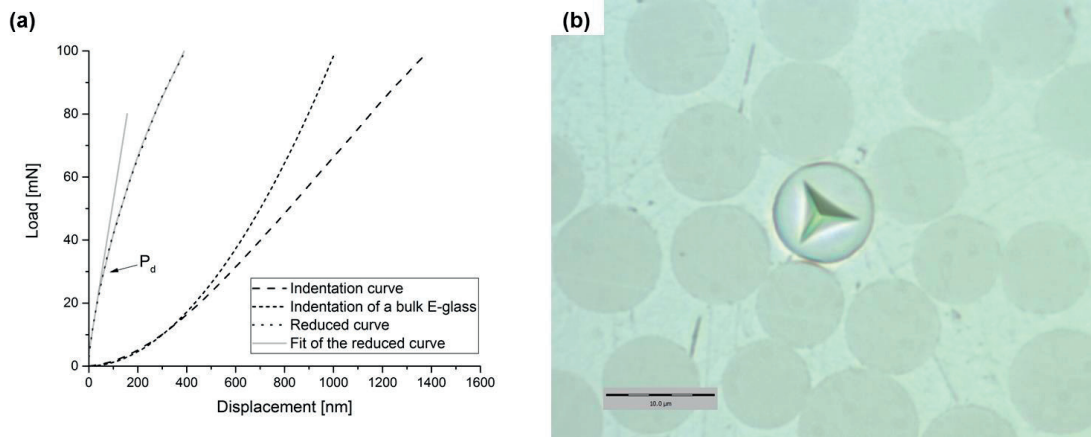 (a)
(b)
100
80
60
40
20
0
Load [mN]
P_d
Indentation curve
Indentation of a bulk E-glass
Reduced curve
Fit of the reduced curve
0 200 400 600 800 1000 1200 1400 1600
Displacement [nm]
10.0 µm